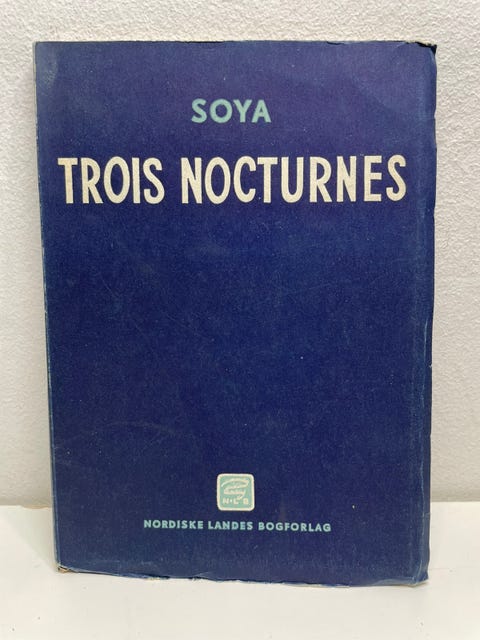 SOYA
TROIS NOCTURNES
N•L•B
NORDISKE LANDES BOGFORLAG